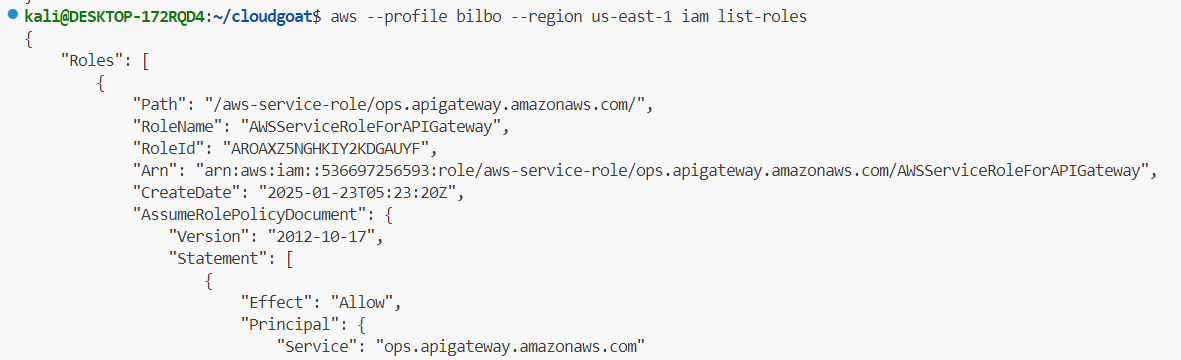 kali@DESKTOP-172RQD4:~/cloudgoat$ aws --profile bilbo --region us-east-1 iam list-roles
{
    "Roles": [
        {
            "Path": "/aws-service-role/ops.apigateway.amazonaws.com/",
            "RoleName": "AWSServiceRoleForAPIGateway",
            "RoleId": "AROAXZ5NGHKIY2KDGAUYF",
            "Arn": "arn:aws:iam::536697256593:role/aws-service-role/ops.apigateway.amazonaws.com/AWSServiceRoleForAPIGateway",
            "CreateDate": "2025-01-23T05:23:20Z",
            "AssumeRolePolicyDocument": {
                "Version": "2012-10-17",
                "Statement": [
                    {
                        "Effect": "Allow",
                        "Principal": {
                            "Service": "ops.apigateway.amazonaws.com"